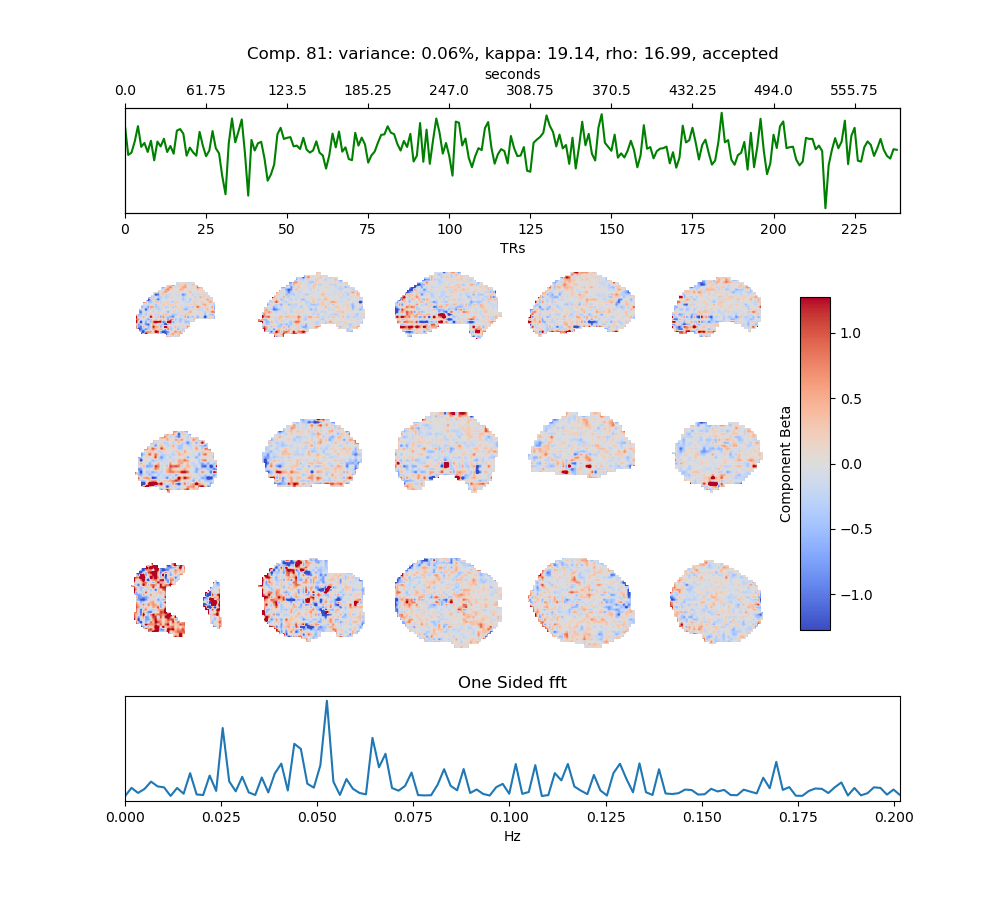 Comp. 81: variance: 0.06%, kappa: 19.14, rho: 16.99, accepted
seconds
0.0 61.75 123.5 185.25 247.0 308.75 370.5 432.25 494.0 555.75
0 25 50 75 100 125 150 175 200 225
TRs
1.0
0.5
0.0
−0.5
−1.0
Component Beta
One Sided fft
0.000 0.025 0.050 0.075 0.100 0.125 0.150 0.175 0.200
Hz